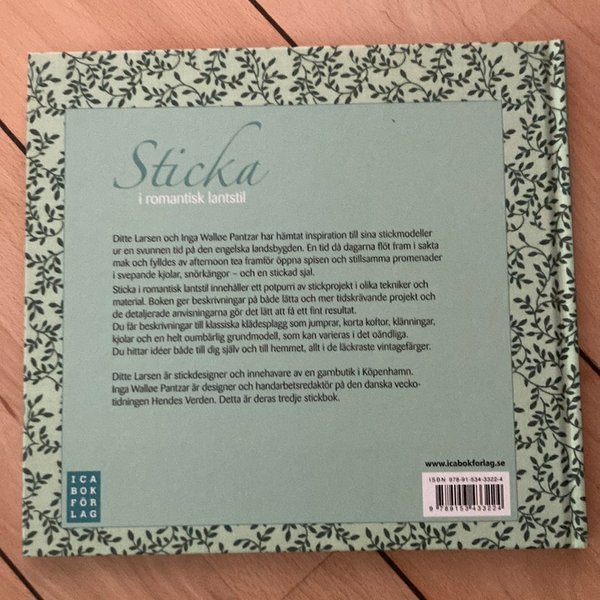 Sticka
i romantisk lantstil
Ditte Larsen och Inga Walløe Pantzar har hämtat inspiration till sina stickmodeller
ur en svunnen tid på den engelska landsbygden. En tid då dagarna flöt fram i sakta
mak och fylldes av afternoon tea framför öppna spisen och stillsamma promenader
i svepande kjolar, snörkängor – och en stickad sjal.
Sticka i romantisk lantstil innehåller ett potpurri av stickprojekt i olika tekniker och
material. Boken ger beskrivningar på både lätta och mer tidskrävande projekt och
de detaljerade anvisningarna gör det lätt att få ett fint resultat.
Du får beskrivningar till klassiska klädesplagg som jumprar, korta koftor, klänningar,
kjolar och en helt oumbärlig grundmodell, som kan varieras i det oändliga.
Du hittar idéer både till dig själv och till hemmet, allt i de läckraste vintagefärger.
Ditte Larsen är stickdesigner och innehavare av en garnbutik i Köpenhamn.
Inga Walløe Pantzar är designer och handarbetsredaktör på den danska vecko-
tidningen Hendes Verden. Detta är deras tredje stickbok.
ICA
BOK
FÖR
LAG
www.icabokforlag.se
ISBN 978-91-534-3322-4
9 789153 433224